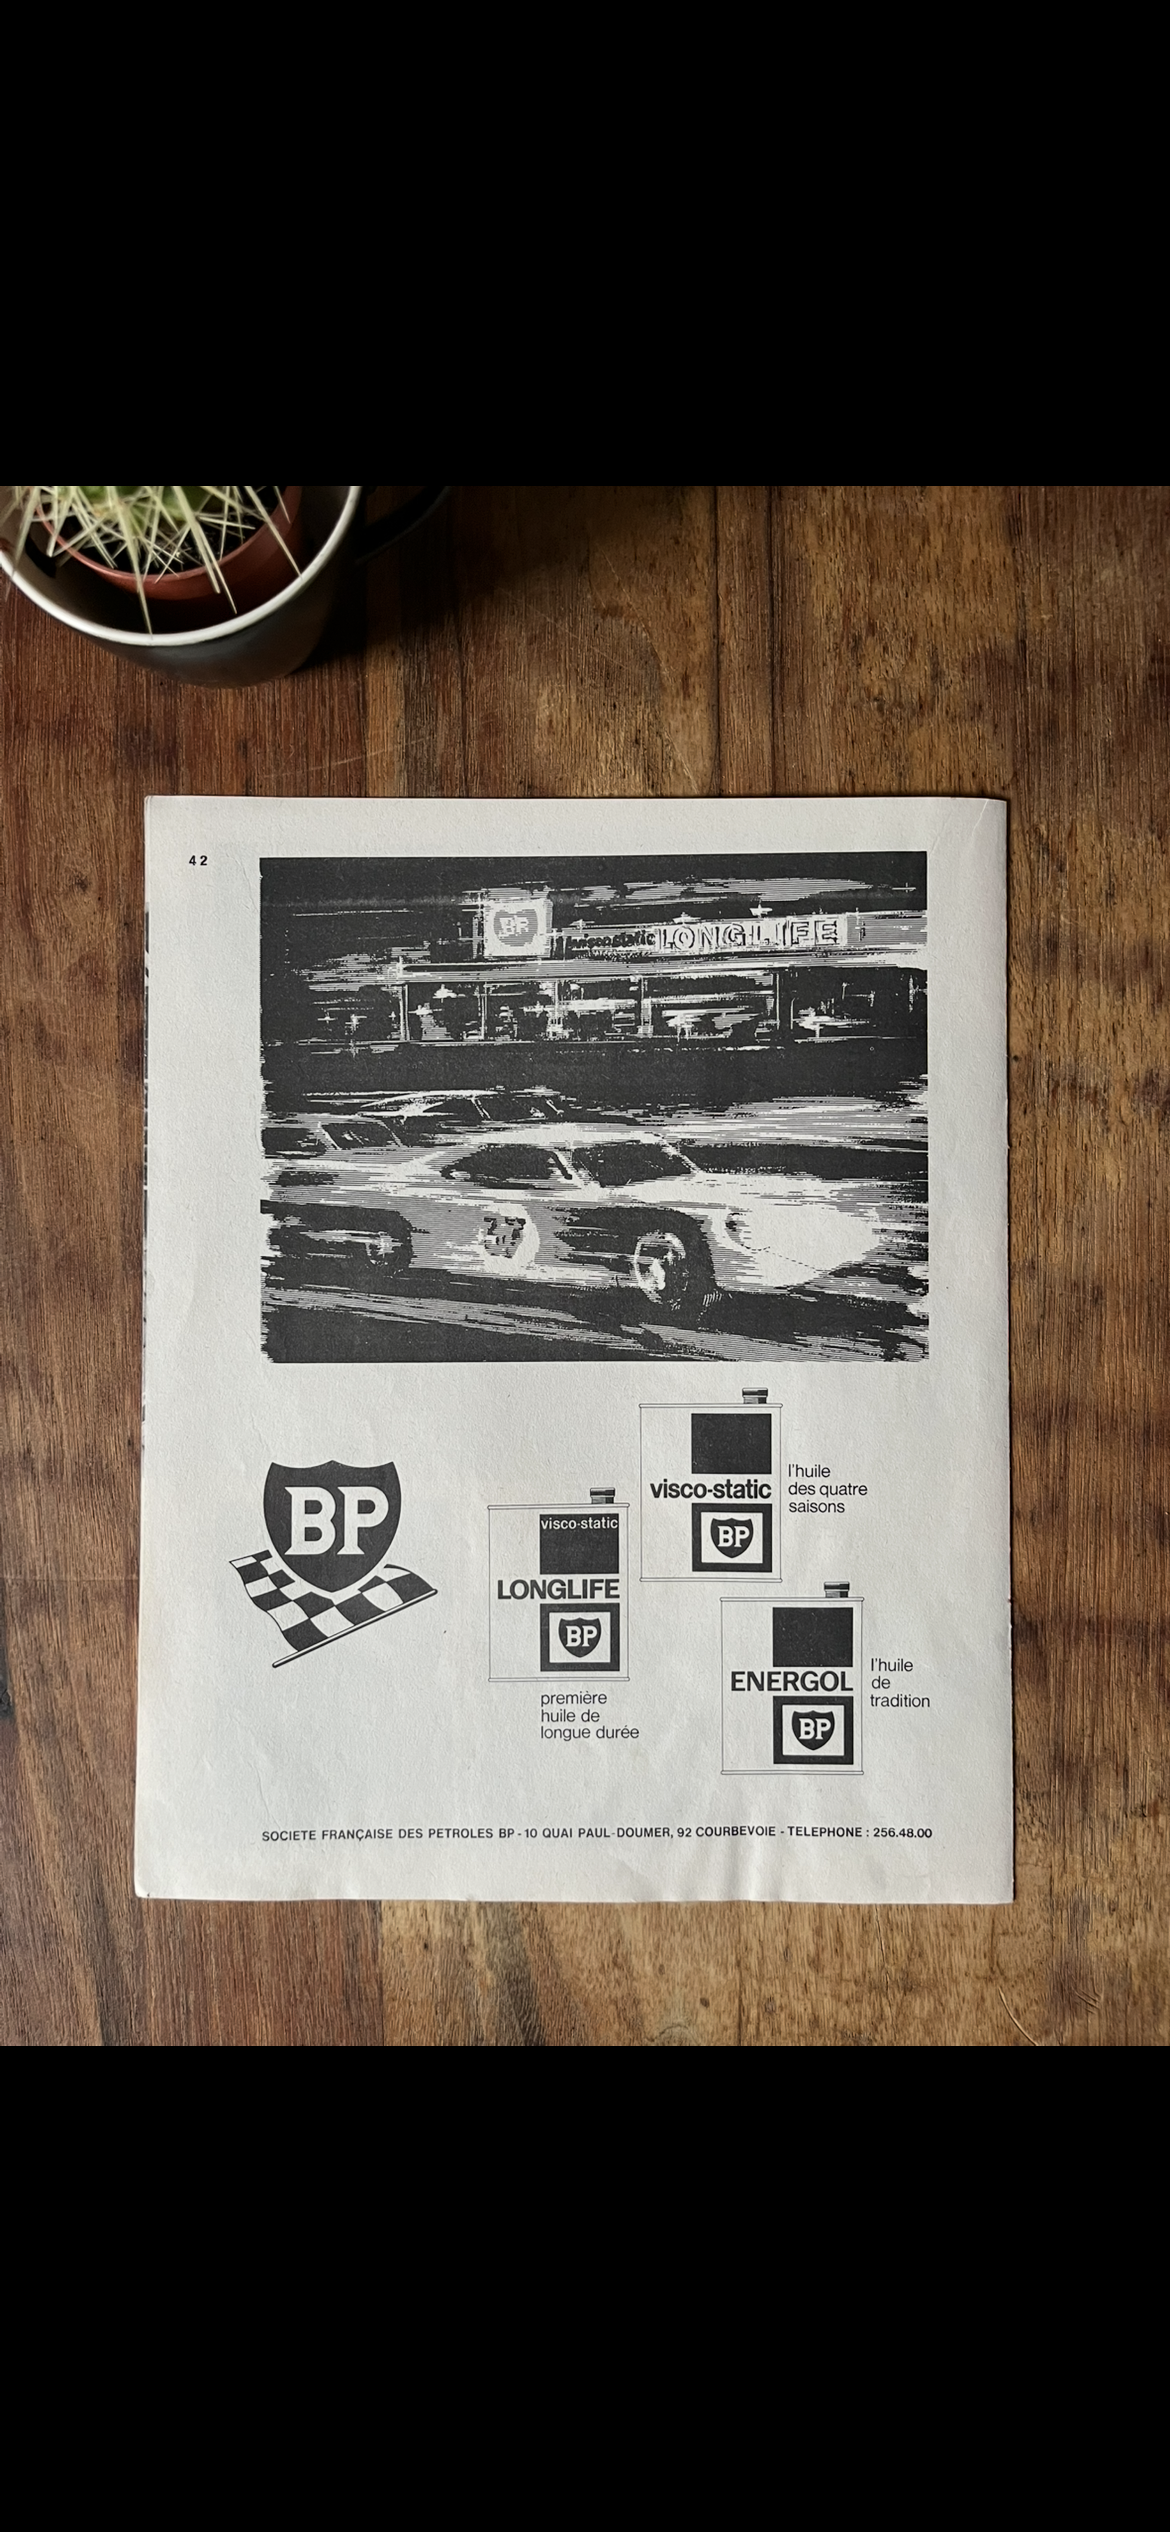 42
BP
visco-static LONGLIFE
BP
visco-static
LONGLIFE
BP
première
huile de
longue durée
visco-static
BP
l'huile
des quatre
saisons
ENERGOL
BP
l'huile
de
tradition
SOCIETE FRANÇAISE DES PETROLES BP - 10 QUAI PAUL-DOUMER, 92 COURBEVOIE - TELEPHONE : 256.48.00